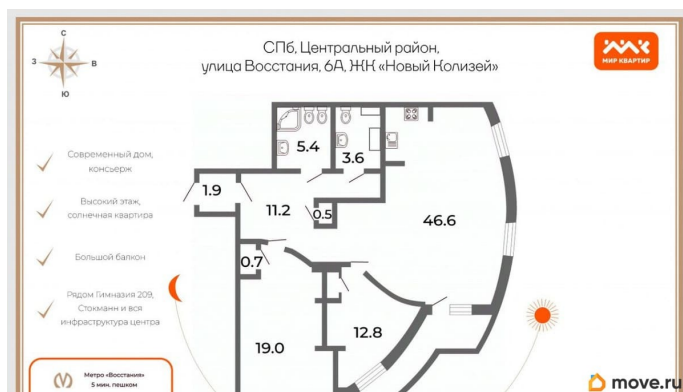 С
З
В
Ю
СПб, Центральный район,
улица Восстания, 6А, ЖК «Новый Колизей»
МИР КВАРТИР
Современный дом,
консьерж
Высокий этаж,
солнечная квартира
Большой балкон
Рядом Гимназия 209,
Стокманн и вся
инфраструктура центра
Метро «Восстания»
5 мин. пешком
5.4
3.6
1.9
11.2
0.5
46.6
0.7
19.0
12.8
move.ru